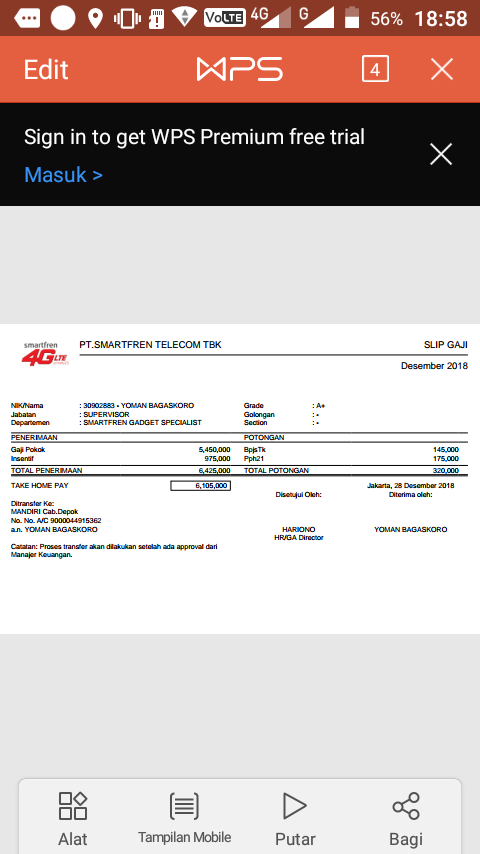 VoLTE 4G G 56% 18:58
Edit WPS 4
Sign in to get WPS Premium free trial
Masuk >
smartfren
4G LTE
PT.SMARTFREN TELECOM TBK SLIP GAJI
Desember 2018
NIK/Nama : 30902883 - YOMAN BAGASKORO Grade : A+
Jabatan : SUPERVISOR Golongan : -
Departemen : SMARTFREN GADGET SPECIALIST Section : -
PENERIMAAN POTONGAN
Gaji Pokok 5,450,000 BpjsTk 145,000
Insentif 975,000 Pph21 175,000
TOTAL PENERIMAAN 6,425,000 TOTAL POTONGAN 320,000
TAKE HOME PAY 6,105,000 Jakarta, 28 Desember 2018
Disetujui Oleh: Diterima oleh:
Ditransfer Ke:
MANDIRI Cab.Depok
No. No. A/C 9000044915362
a.n. YOMAN BAGASKORO HARIONO YOMAN BAGASKORO
HR/GA Director
Catatan: Proses transfer akan dilakukan setelah ada approval dari
Manajer Keuangan.
Alat Tampilan Mobile Putar Bagi